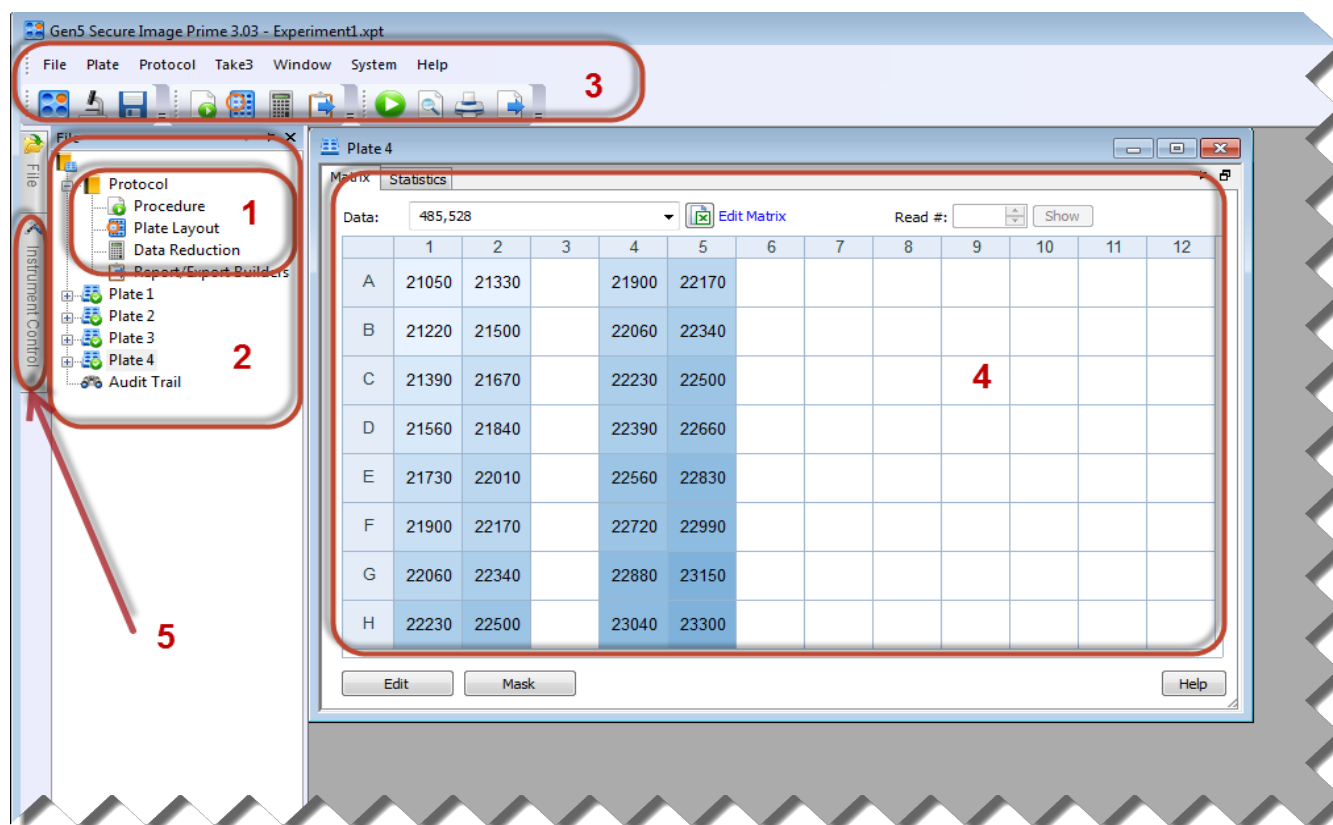 Gen5 Secure Image Prime 3.03 - Experiment1.xpt
File Plate Protocol Take3 Window System Help
3
File
File
Instrument Control
Protocol
Procedure
Plate Layout
Data Reduction
Report/Export Builders
Plate 1
Plate 2
Plate 3
Plate 4
Audit Trail
1
2
5
Plate 4
Matrix Statistics
Data: 485,528 Edit Matrix Read #: Show
1 2 3 4 5 6 7 8 9 10 11 12
A 21050 21330 21900 22170
B 21220 21500 22060 22340
C 21390 21670 22230 22500 4
D 21560 21840 22390 22660
E 21730 22010 22560 22830
F 21900 22170 22720 22990
G 22060 22340 22880 23150
H 22230 22500 23040 23300
Edit Mask Help